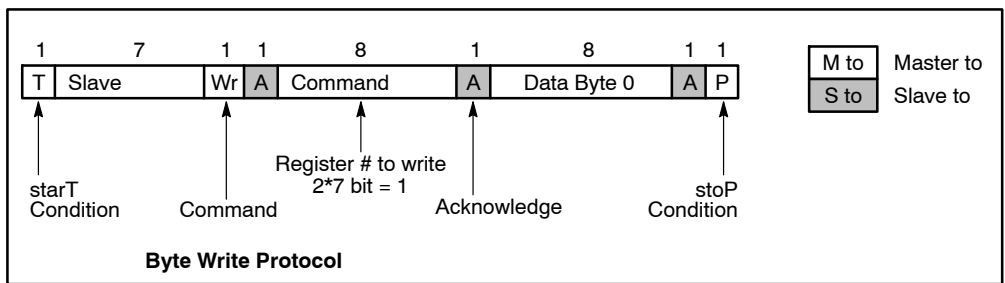 1 7 1 1 8 1 8 1 1
T Slave Wr A Command A Data Byte 0 A P
M to Master to
S to Slave to
Register # to write
2*7 bit = 1
starT
Condition
Command
Acknowledge
stoP
Condition
Byte Write Protocol